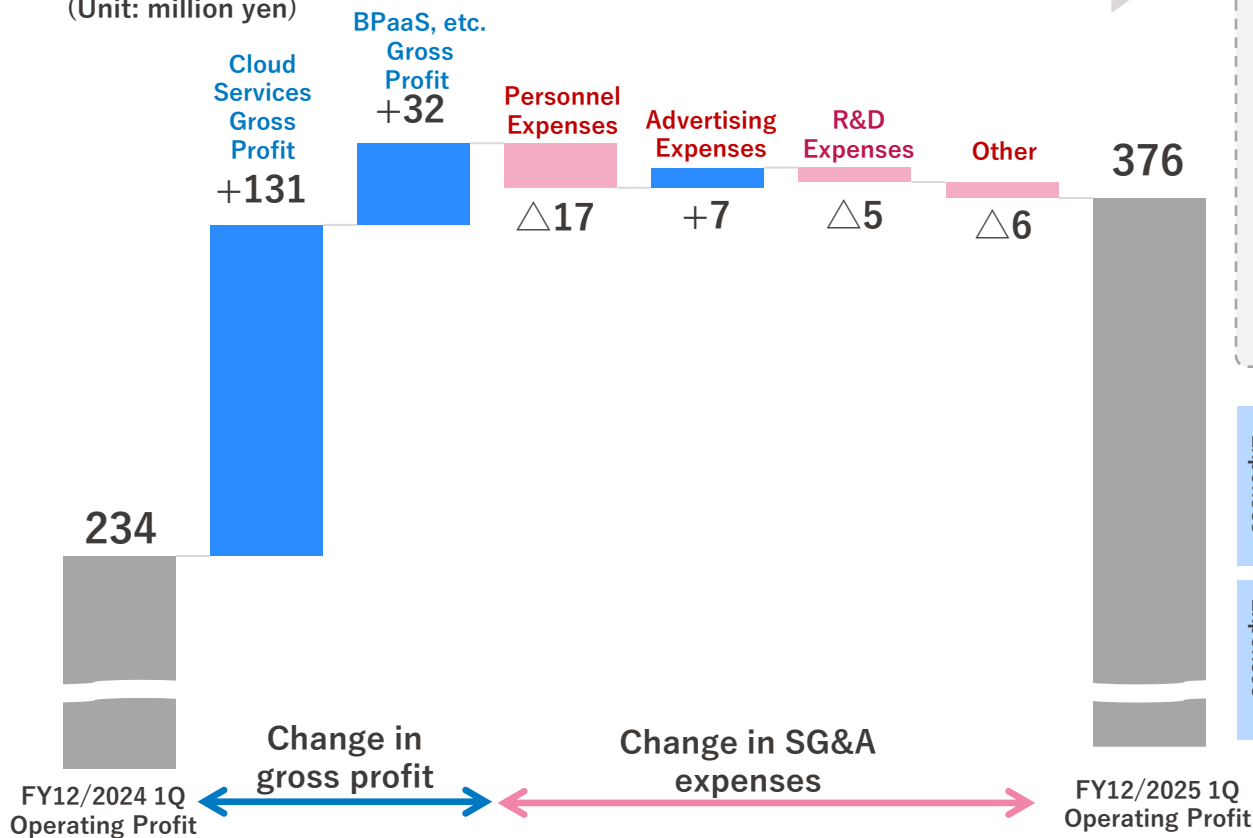 (Unit: million yen)
BPaaS, etc.
Gross
Profit
+32
Cloud
Services
Gross
Profit
+131
Personnel
Expenses
△17
Advertising
Expenses
+7
R&D
Expenses
△5
Other
△6
376
234
Change in
gross profit
Change in SG&A
expenses
FY12/2024 1Q
Operating Profit
FY12/2025 1Q
Operating Profit